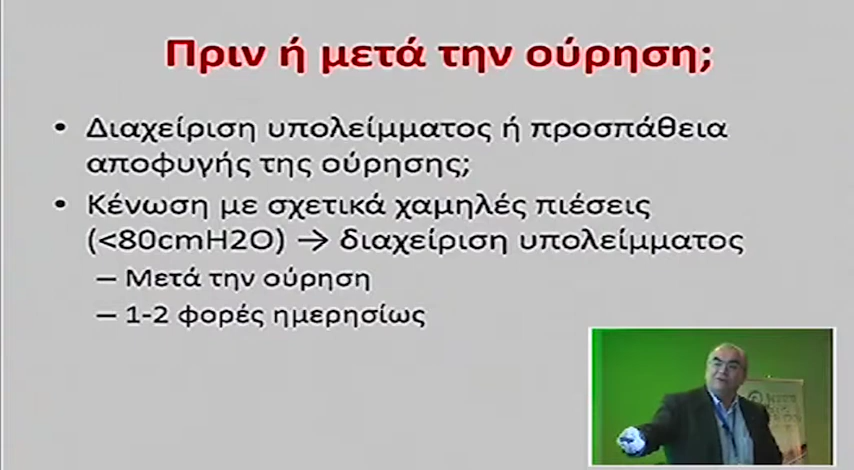 Πριν ή μετά την ούρηση;
• Διαχείριση υπολείμματος ή προσπάθεια
αποφυγής της ούρησης;
• Κένωση με σχετικά χαμηλές πιέσεις
(<80cmH2O) → διαχείριση υπολείμματος
– Μετά την ούρηση
– 1-2 φορές ημερησίως